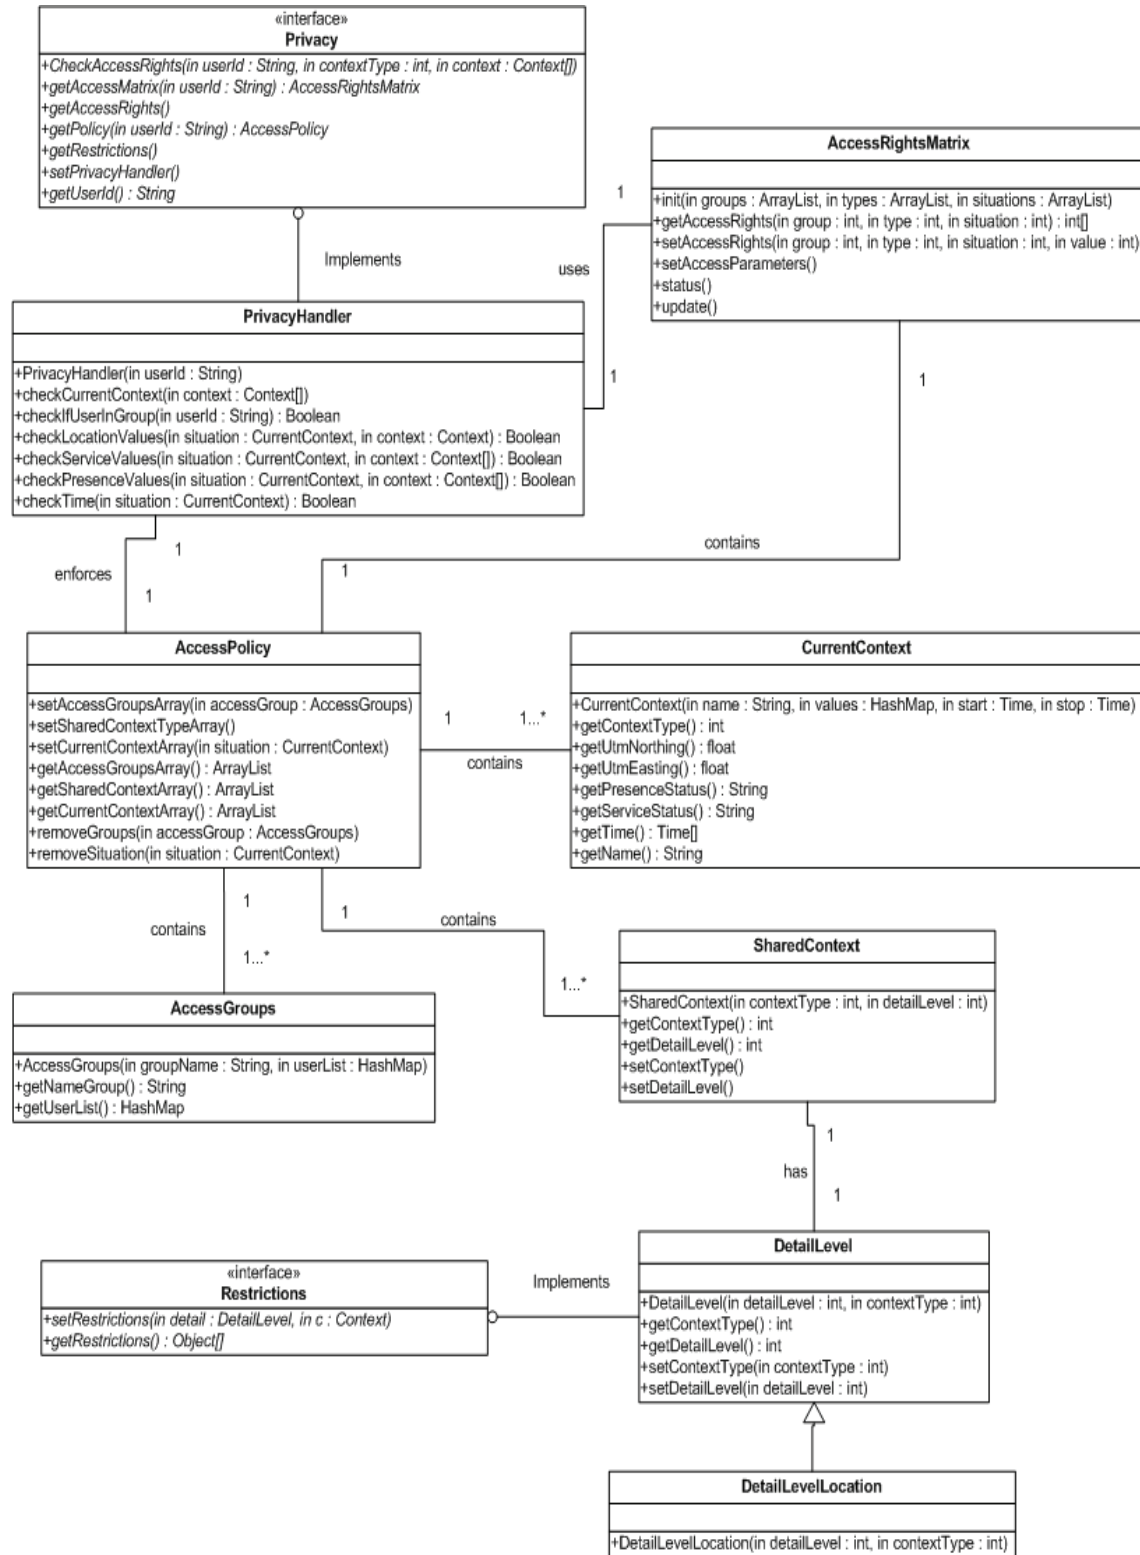 «interface»
Privacy
+CheckAccessRights(in userId : String, in contextType : int, in context : Context[])
+getAccessMatrix(in userId : String) : AccessRightsMatrix
+getAccessRights()
+getPolicy(in userId : String) : AccessPolicy
+getRestrictions()
+setPrivacyHandler()
+getUserId() : String
AccessRightsMatrix
+init(in groups : ArrayList, in types : ArrayList, in situations : ArrayList)
+getAccessRights(in group : int, in type : int, in situation : int) : int[]
+setAccessRights(in group : int, in type : int, in situation : int, in value : int)
+setAccessParameters()
+status()
+update()
1
uses
1
Implements
PrivacyHandler
+PrivacyHandler(in userId : String)
+checkCurrentContext(in context : Context[])
+checkIfUserInGroup(in userId : String) : Boolean
+checkLocationValues(in situation : CurrentContext, in context : Context) : Boolean
+checkServiceValues(in situation : CurrentContext, in context : Context[]) : Boolean
+checkPresenceValues(in situation : CurrentContext, in context : Context[]) : Boolean
+checkTime(in situation : CurrentContext) : Boolean
1
contains
1
1
enforces
1
AccessPolicy
+setAccessGroupsArray(in accessGroup : AccessGroups)
+setSharedContextTypeArray()
+setCurrentContextArray(in situation : CurrentContext)
+getAccessGroupsArray() : ArrayList
+getSharedContextArray() : ArrayList
+getCurrentContextArray() : ArrayList
+removeGroups(in accessGroup : AccessGroups)
+removeSituation(in situation : CurrentContext)
1
1...*
contains
CurrentContext
+CurrentContext(in name : String, in values : HashMap, in start : Time, in stop : Time)
+getContextType() : int
+getUtmNorthing() : float
+getUtmEasting() : float
+getPresenceStatus() : String
+getServiceStatus() : String
+getTime() : Time[]
+getName() : String
1
contains
1...*
1
contains
1...*
AccessGroups
+AccessGroups(in groupName : String, in userList : HashMap)
+getNameGroup() : String
+getUserList() : HashMap
SharedContext
+SharedContext(in contextType : int, in detailLevel : int)
+getContextType() : int
+getDetailLevel() : int
+setContextType()
+setDetailLevel()
1
has
1
DetailLevel
+DetailLevel(in detailLevel : int, in contextType : int)
+getContextType() : int
+getDetailLevel() : int
+setContextType(in contextType : int)
+setDetailLevel(in detailLevel : int)
Implements
«interface»
Restrictions
+setRestrictions(in detail : DetailLevel, in c : Context)
+getRestrictions() : Object[]
DetailLevelLocation
+DetailLevelLocation(in detailLevel : int, in contextType : int)